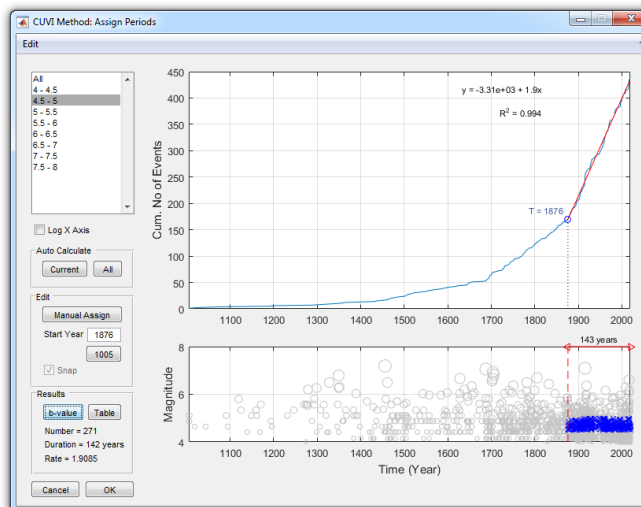 CUVI Method: Assign Periods
Edit
All
4 - 4.5
4.5 - 5
5 - 5.5
5.5 - 6
6 - 6.5
6.5 - 7
7 - 7.5
7.5 - 8
Log X Axis
Auto Calculate
Current
All
Edit
Manual Assign
Start Year
1876
1005
Snap
Results
b-value
Table
Number = 271
Duration = 142 years
Rate = 1.9085
Cancel
OK
Cum. No of Events
450
400
350
300
250
200
150
100
50
0
y = -3.31e+03 + 1.9x
R² = 0.994
T = 1876
1100 1200 1300 1400 1500 1600 1700 1800 1900 2000
143 years
Magnitude
8
6
4
1100 1200 1300 1400 1500 1600 1700 1800 1900 2000
Time (Year)